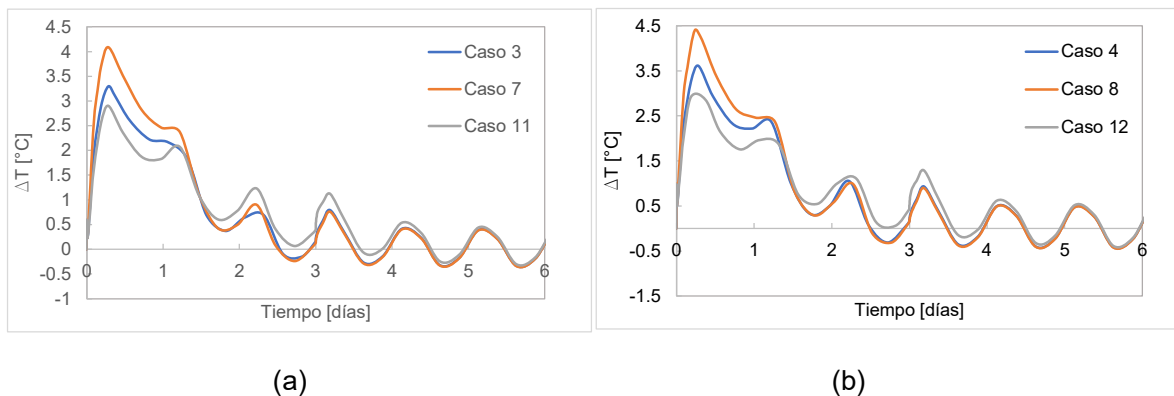 4.5
4
3.5
3
2.5
2
1.5
1
0.5
0
-0.5
-1
ΔT [°C]
0 1 2 3 4 5 6
Tiempo [días]
Caso 3
Caso 7
Caso 11
4.5
3.5
2.5
1.5
0.5
-0.5
-1.5
ΔT [°C]
0 1 2 3 4 5 6
Tiempo [días]
Caso 4
Caso 8
Caso 12
(a) (b)